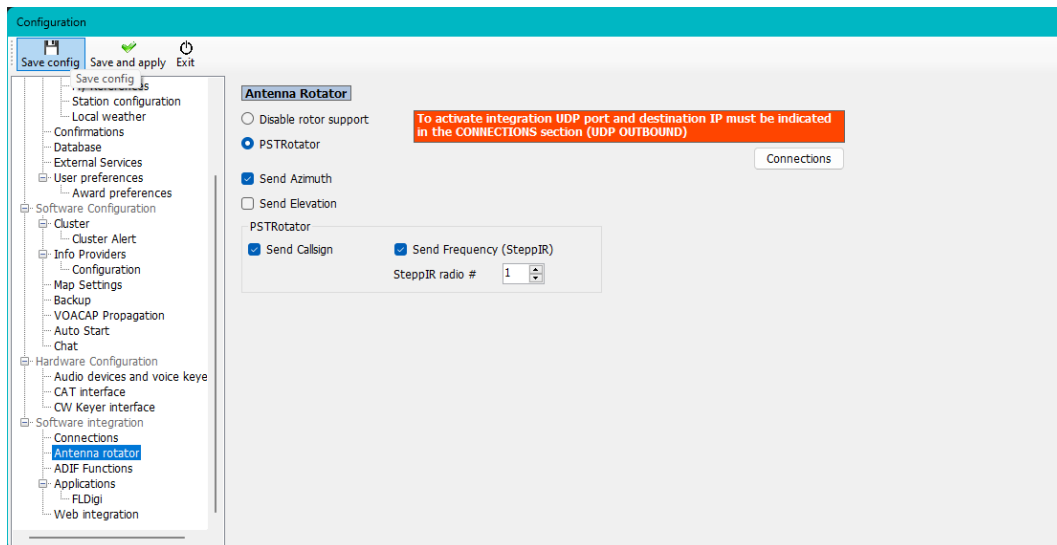 Configuration
Save config Save and apply Exit
Save config
Station configuration
Local weather
Confirmations
Database
External Services
User preferences
Award preferences
Software Configuration
Cluster
Cluster Alert
Info Providers
Configuration
Map Settings
Backup
VOACAP Propagation
Auto Start
Chat
Hardware Configuration
Audio devices and voice keye
CAT interface
CW Keyer interface
Software integration
Connections
Antenna rotator
ADIF Functions
Applications
FLDigi
Web integration
Antenna Rotator
Disable rotor support
PSTRotator
To activate integration UDP port and destination IP must be indicated
in the CONNECTIONS section (UDP OUTBOUND)
Connections
Send Azimuth
Send Elevation
PSTRotator
Send Callsign
Send Frequency (SteppIR)
SteppIR radio # 1